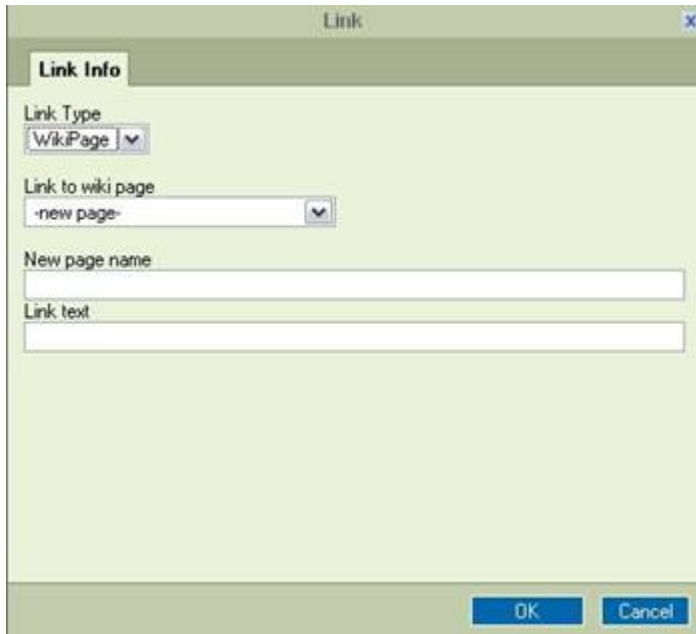 Link
x
Link Info
Link Type
WikiPage
Link to wiki page
-new page-
New page name
Link text
OK
Cancel